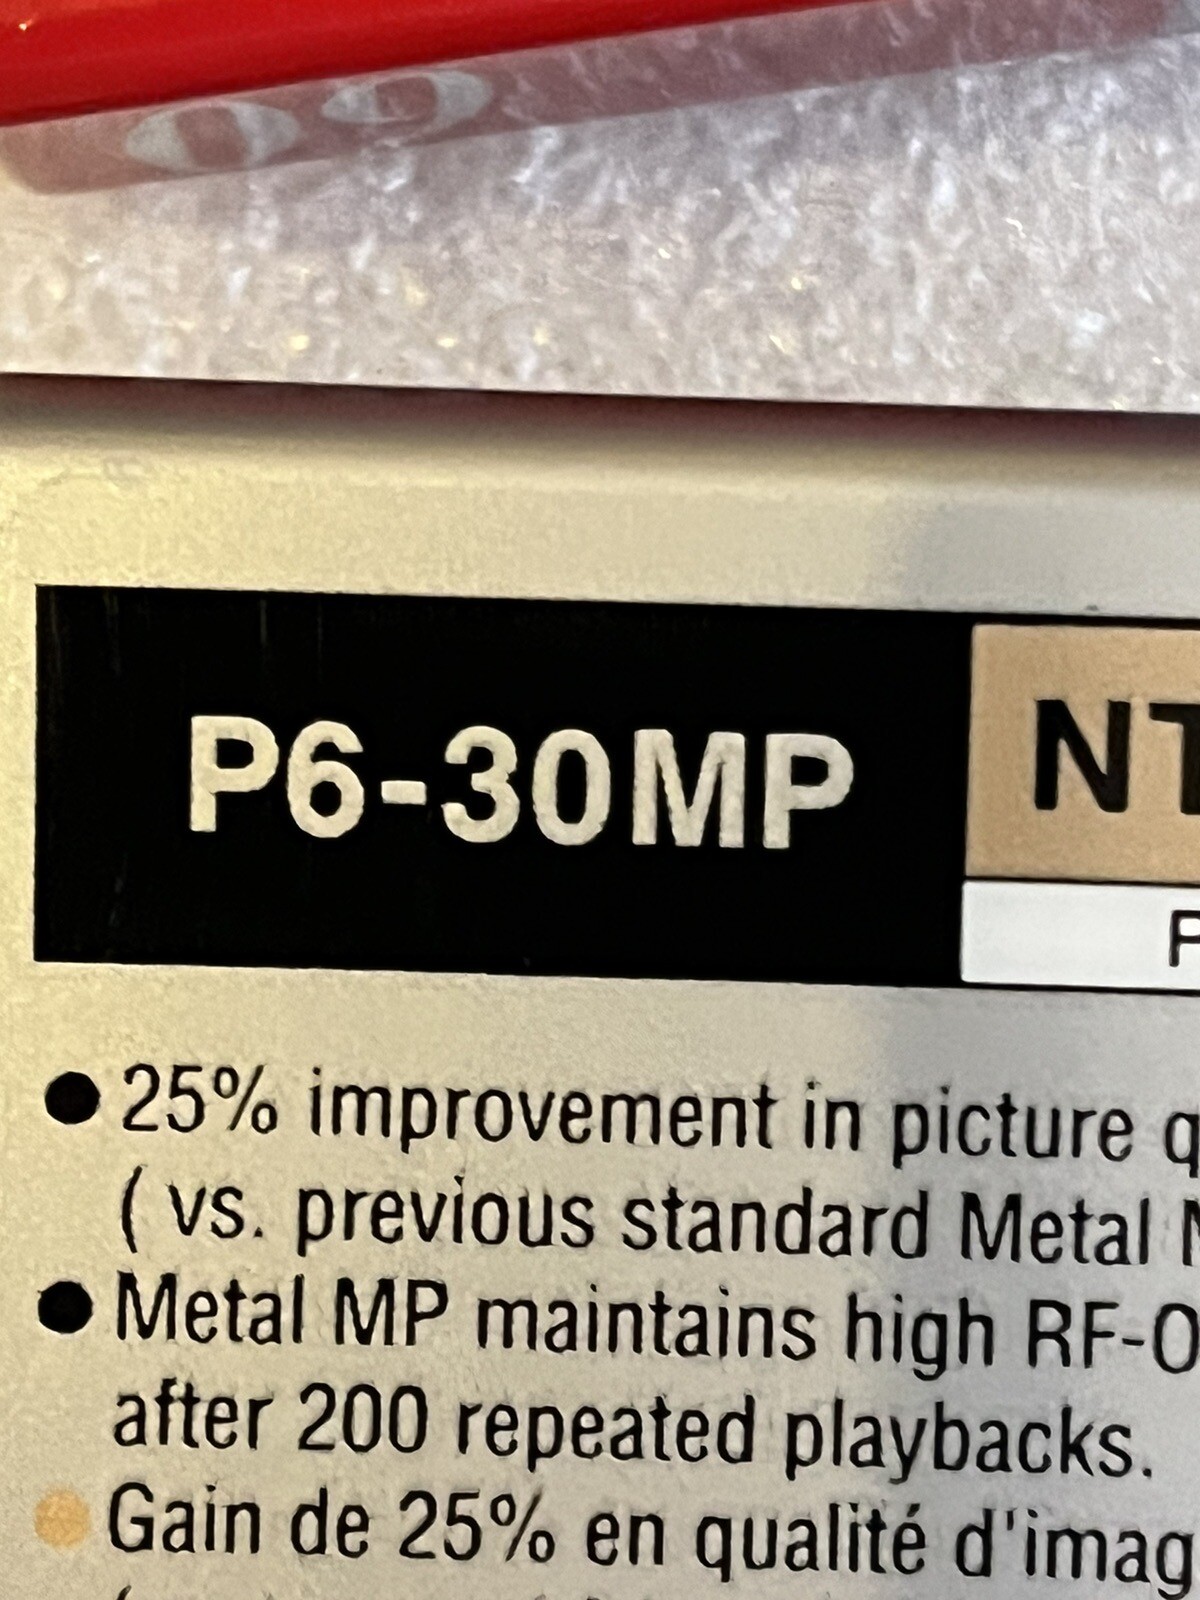 P6-30MP
NT
P
● 25% improvement in picture q
( vs. previous standard Metal M
● Metal MP maintains high RF-O
after 200 repeated playbacks.
● Gain de 25% en qualité d'imag